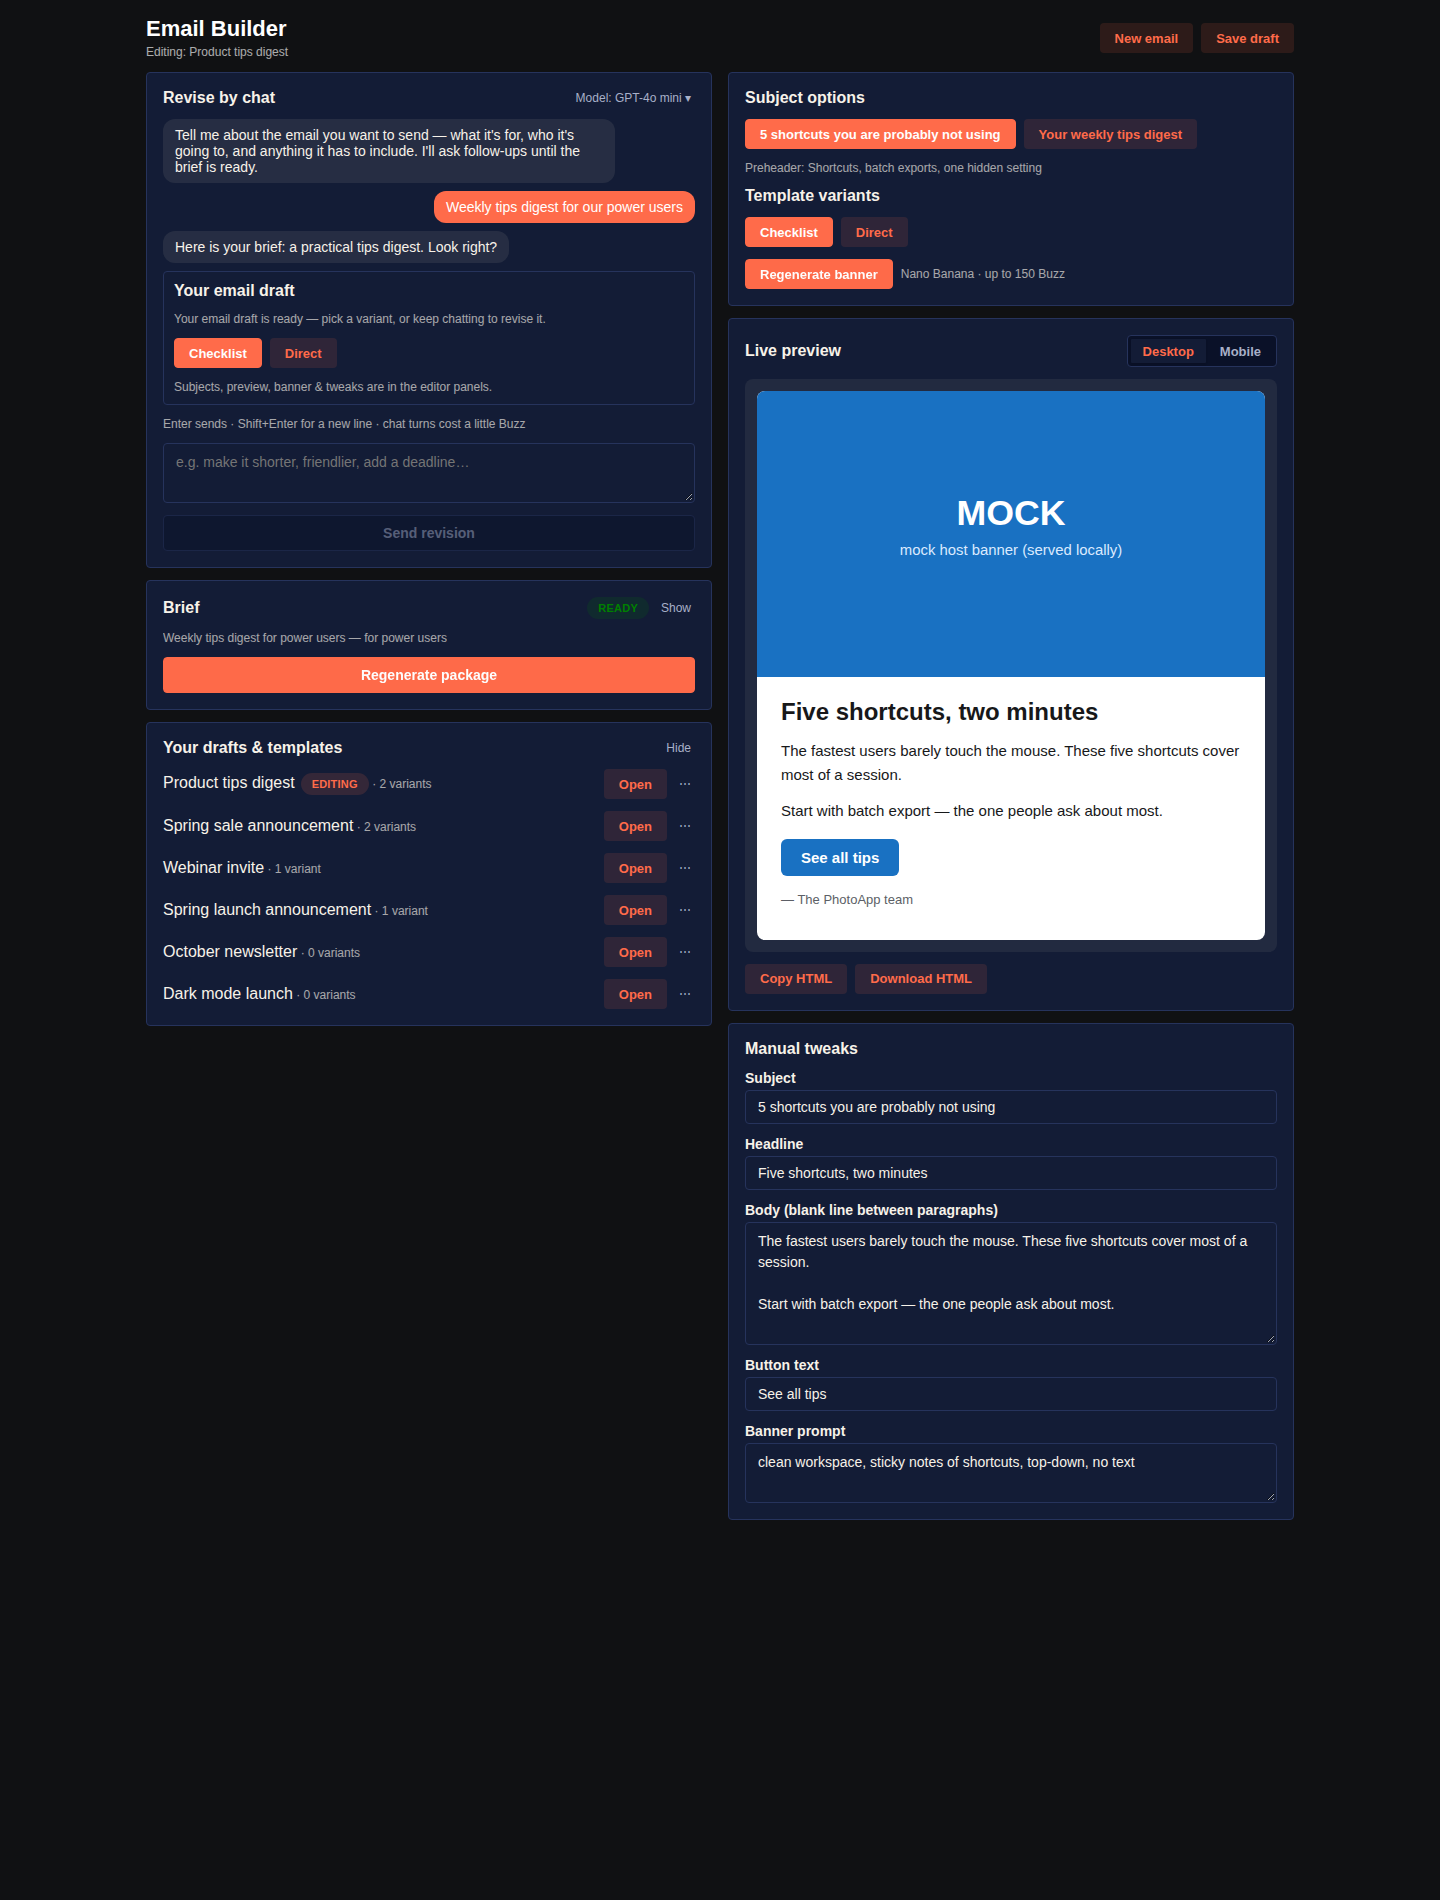 Email Builder
Editing: Product tips digest
New email
Save draft
Revise by chat
Model: GPT-4o mini ▾
Tell me about the email you want to send — what it's for, who it's
going to, and anything it has to include. I'll ask follow-ups until the
brief is ready.
Weekly tips digest for our power users
Here is your brief: a practical tips digest. Look right?
Your email draft
Your email draft is ready — pick a variant, or keep chatting to revise it.
Checklist
Direct
Subjects, preview, banner & tweaks are in the editor panels.
Enter sends · Shift+Enter for a new line · chat turns cost a little Buzz
e.g. make it shorter, friendlier, add a deadline…
Send revision
Brief
READY
Show
Weekly tips digest for power users — for power users
Regenerate package
Your drafts & templates
Hide
Product tips digest EDITING · 2 variants
Open
···
Spring sale announcement · 2 variants
Open
···
Webinar invite · 1 variant
Open
···
Spring launch announcement · 1 variant
Open
···
October newsletter · 0 variants
Open
···
Dark mode launch · 0 variants
Open
···
Subject options
5 shortcuts you are probably not using
Your weekly tips digest
Preheader: Shortcuts, batch exports, one hidden setting
Template variants
Checklist
Direct
Regenerate banner
Nano Banana · up to 150 Buzz
Live preview
Desktop
Mobile
MOCK
mock host banner (served locally)
Five shortcuts, two minutes
The fastest users barely touch the mouse. These five shortcuts cover
most of a session.
Start with batch export — the one people ask about most.
See all tips
— The PhotoApp team
Copy HTML
Download HTML
Manual tweaks
Subject
5 shortcuts you are probably not using
Headline
Five shortcuts, two minutes
Body (blank line between paragraphs)
The fastest users barely touch the mouse. These five shortcuts cover most of a
session.
Start with batch export — the one people ask about most.
Button text
See all tips
Banner prompt
clean workspace, sticky notes of shortcuts, top-down, no text